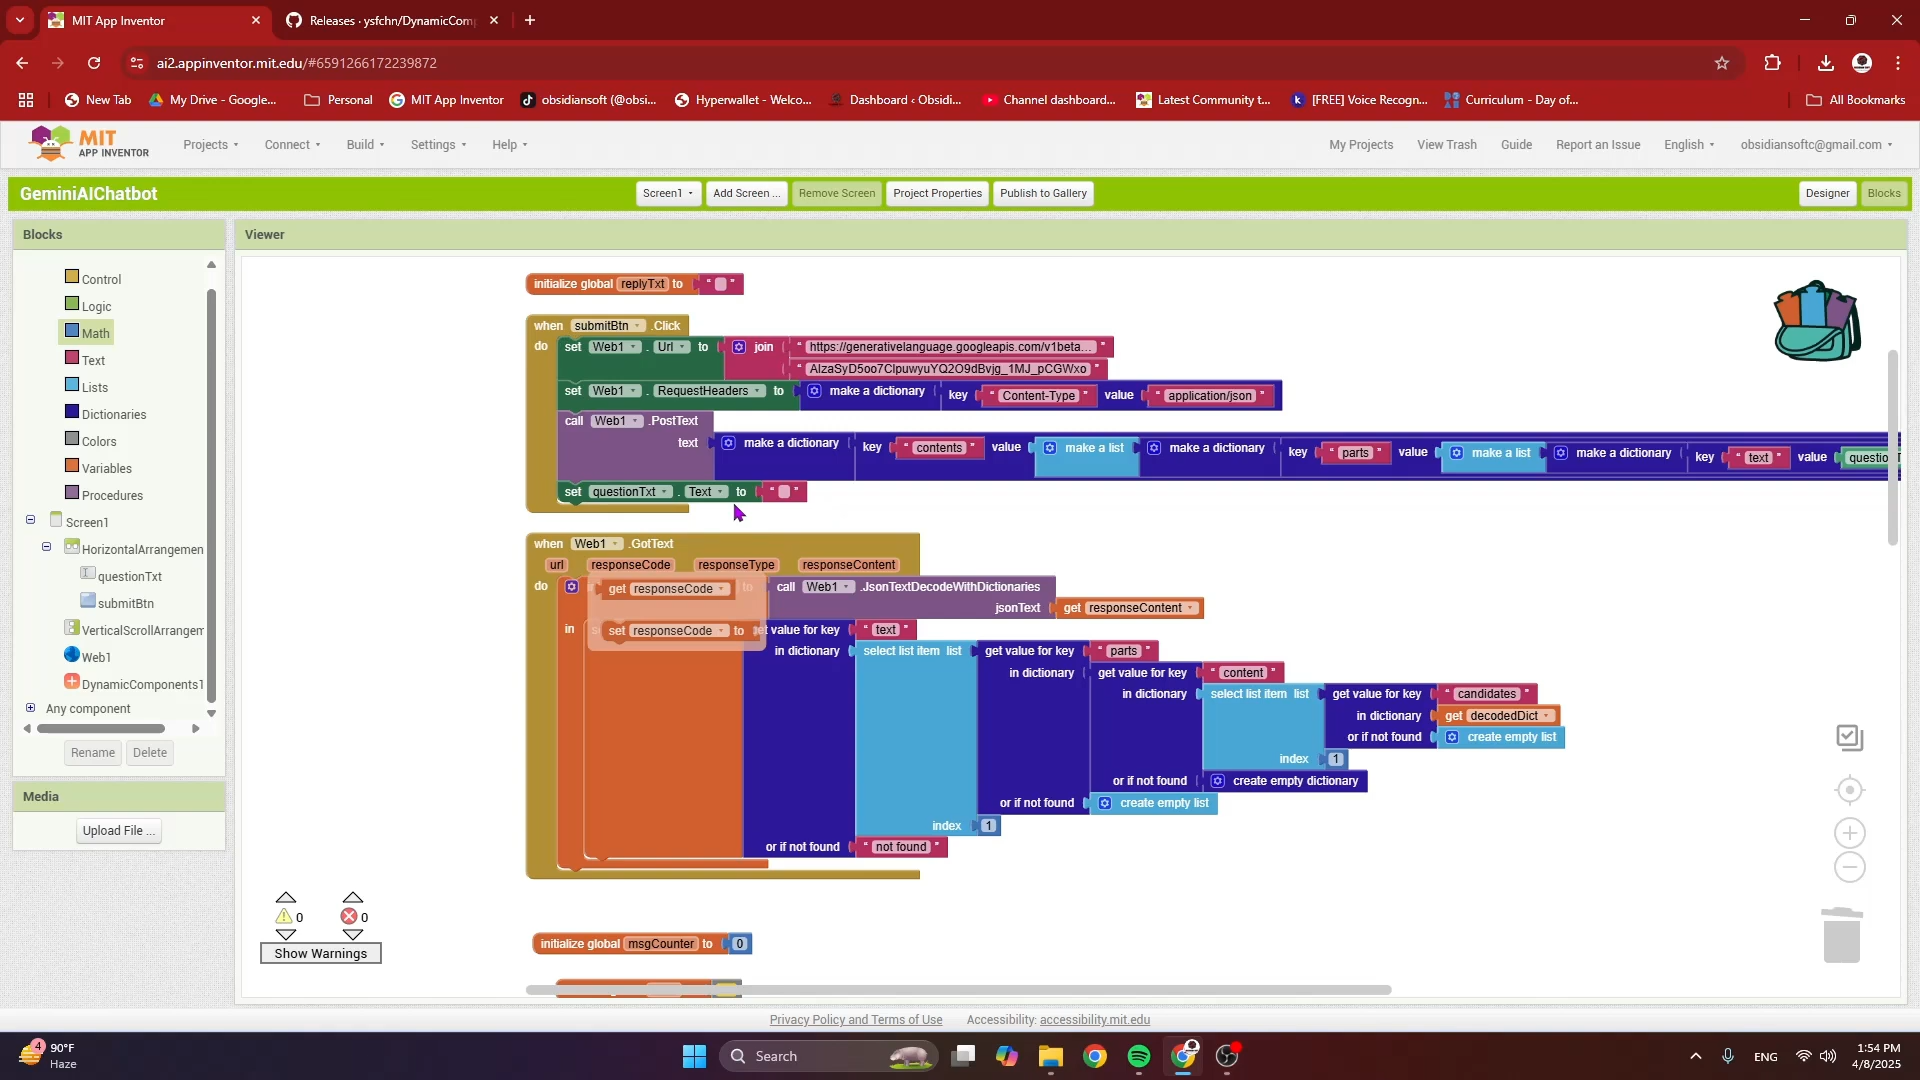 MIT App Inventor
Releases · ysfchn/DynamicComp
ai2.appinventor.mit.edu/#6591266172239872
New Tab
My Drive - Google...
Personal
MIT App Inventor
obsidiansoft (@obsi...
Hyperwallet - Welco...
Dashboard ‹ Obsidi...
Channel dashboard...
Latest Community t...
[FREE] Voice Recogn...
Curriculum - Day of...
All Bookmarks
MIT
APP INVENTOR
Projects
Connect
Build
Settings
Help
My Projects
View Trash
Guide
Report an Issue
English
obsidiansoftc@gmail.com
GeminiAIChatbot
Screen1
Add Screen ...
Remove Screen
Project Properties
Publish to Gallery
Designer
Blocks
Blocks
Viewer
Control
Logic
Math
Text
Lists
Dictionaries
Colors
Variables
Procedures
Screen1
HorizontalArrangemen
questionTxt
submitBtn
VerticalScrollArrangem
Web1
DynamicComponents1
Any component
Rename
Delete
Media
Upload File ...
initialize global replyTxt to " "
when submitBtn .Click
do set Web1 . Url to join " https://generativelanguage.googleapis.com/v1beta... "
set Web1 . RequestHeaders to make a dictionary key " Content-Type " value " application/json "
call Web1 .PostText
text make a dictionary key " contents " value make a list make a dictionary key " parts " value make a list make a dictionary key " text " value
set questionTxt . Text to " "
when Web1 .GotText
url responseCode responseType responseContent
do get responseCode to call Web1 .JsonTextDecodeWithDictionaries
jsonText get responseContent
in set responseCode to get value for key " text "
in dictionary select list item list get value for key " parts "
in dictionary get value for key " content "
in dictionary select list item list get value for key " candidates "
in dictionary get decodedDict
or if not found create empty list
index 1
or if not found create empty dictionary
or if not found create empty list
index 1
or if not found " not found "
initialize global msgCounter to 0
0
0
Show Warnings
Privacy Policy and Terms of Use
Accessibility: accessibility.mit.edu
4
90°F
Haze
Search
ENG
1:54 PM
4/8/2025